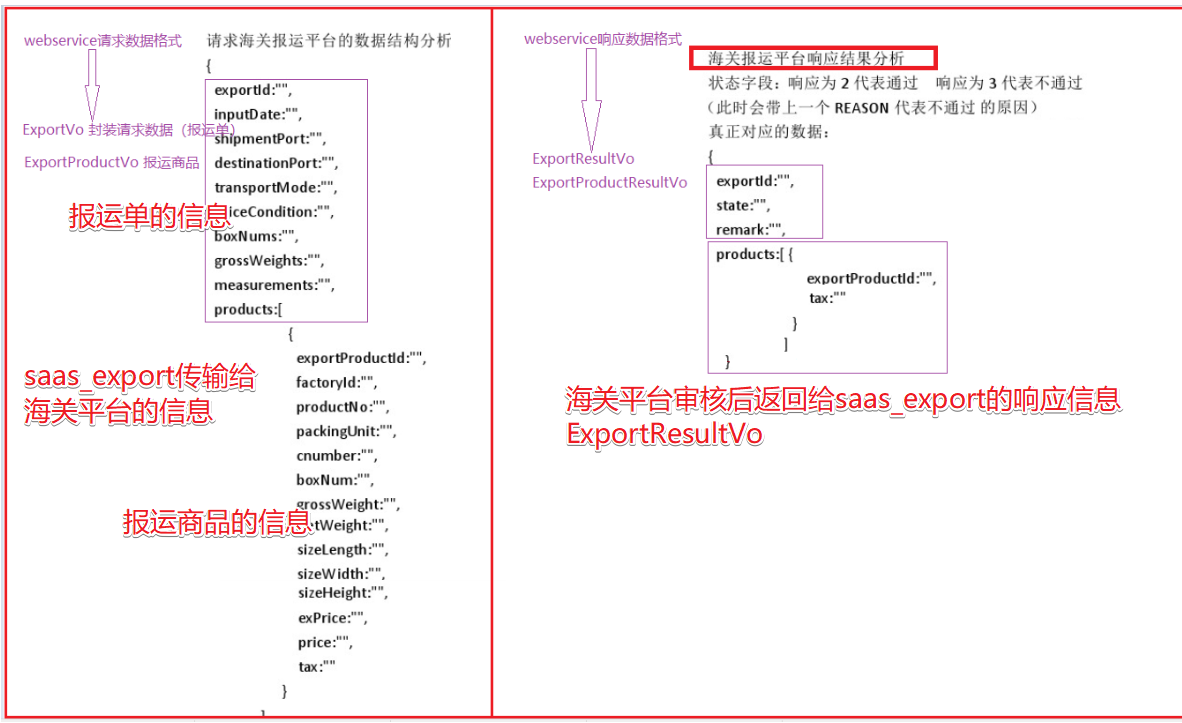 webservice请求数据格式
请求海关报运平台的数据结构分析
{
exportId:"",
inputDate:"",
ExportVo 封装请求数据（报运单）
shipmentPort:"",
ExportProductVo 报运商品
destinationPort:"",
transportMode:"",
报运单的信息
iceCondition:"",
boxNums:"",
grossWeights:"",
measurements:"",
products:[
{
exportProductId:"",
saas_export传输给
海关平台的信息
factoryId:"",
productNo:"",
packingUnit:"",
cnumber:"",
boxNum:"",
grossWeight:"",
报运商品的信息
etWeight:"",
sizeLength:"",
sizeWidth:"",
sizeHeight:"",
exPrice:"",
price:"",
tax:""
}
webservice响应数据格式
海关报运平台响应结果分析
状态字段：响应为 2 代表通过 响应为 3 代表不通过
（此时会带上一个 REASON 代表不通过 的原因）
真正对应的数据：
ExportResultVo
ExportProductResultVo
{
exportId:"",
state:"",
remark:"",
products:[ {
exportProductId:"",
tax:""
}
]
}
海关平台审核后返回给saas_export的响应信息
ExportResultVo